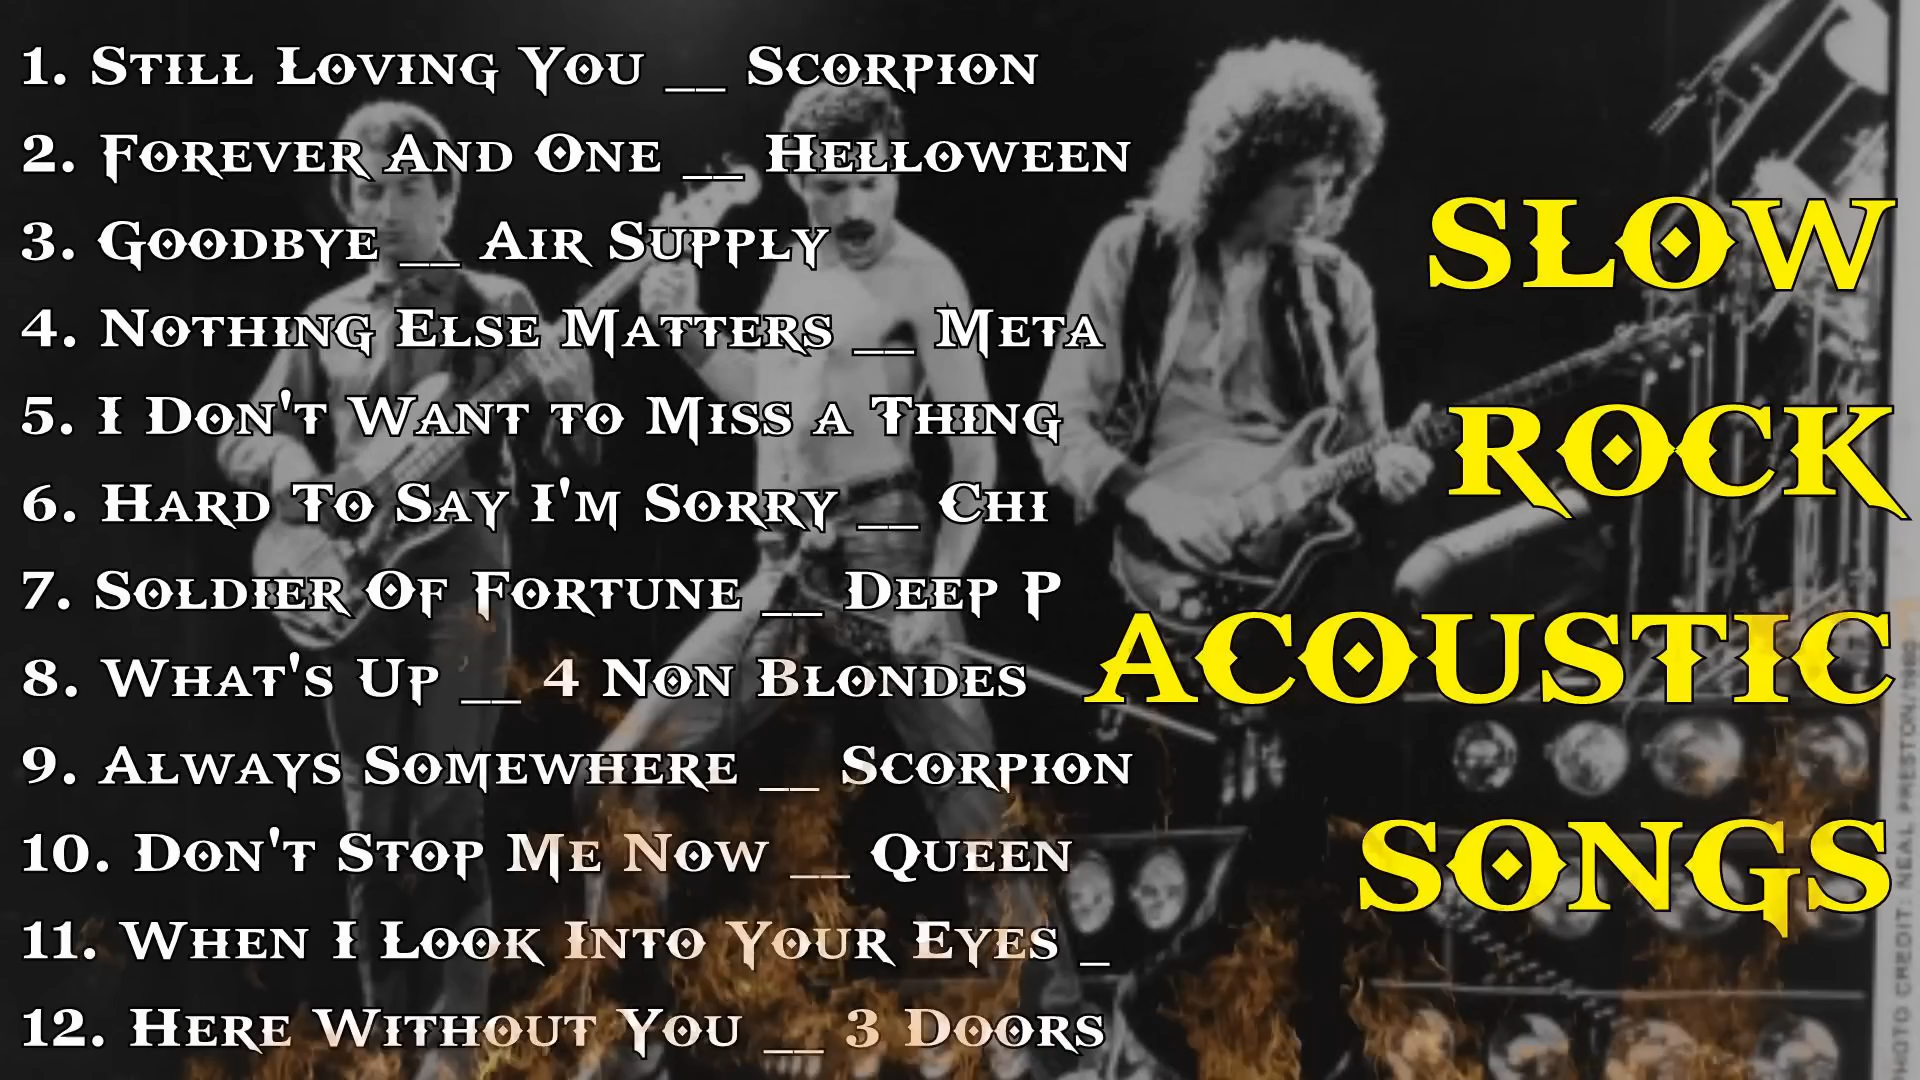 1. Still Loving You __ Scorpion
2. Forever And One __ Helloween
3. Goodbye __ Air Supply
4. Nothing Else Matters __ Meta
5. I Don't Want to Miss a Thing
6. Hard To Say I'm Sorry __ Chi
7. Soldier Of Fortune __ Deep P
8. What's Up __ 4 Non Blondes
9. Always Somewhere __ Scorpion
10. Don't Stop Me Now __ Queen
11. When I Look Into Your Eyes _
12. Here Without You __ 3 Doors
SLOW
ROCK
ACOUSTIC
SONGS
HOTO CREDIT: NEAL PRESTON/